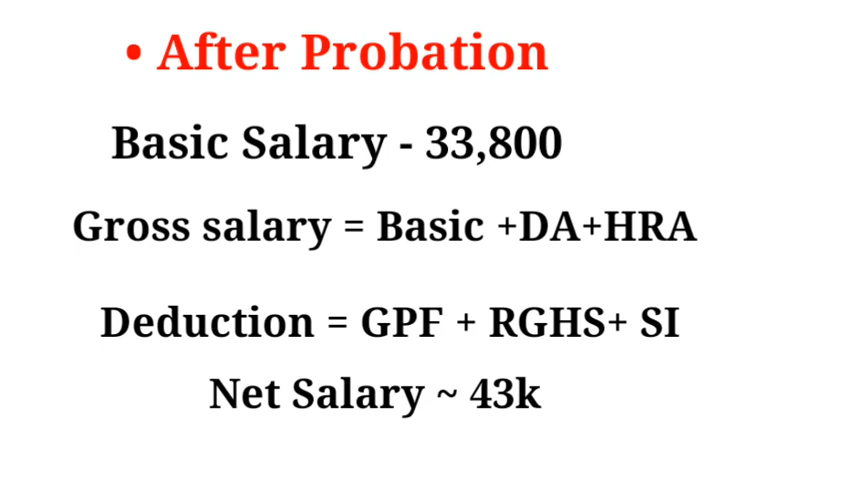 • After Probation
Basic Salary - 33,800
Gross salary = Basic +DA+HRA
Deduction = GPF + RGHS+ SI
Net Salary ~ 43k